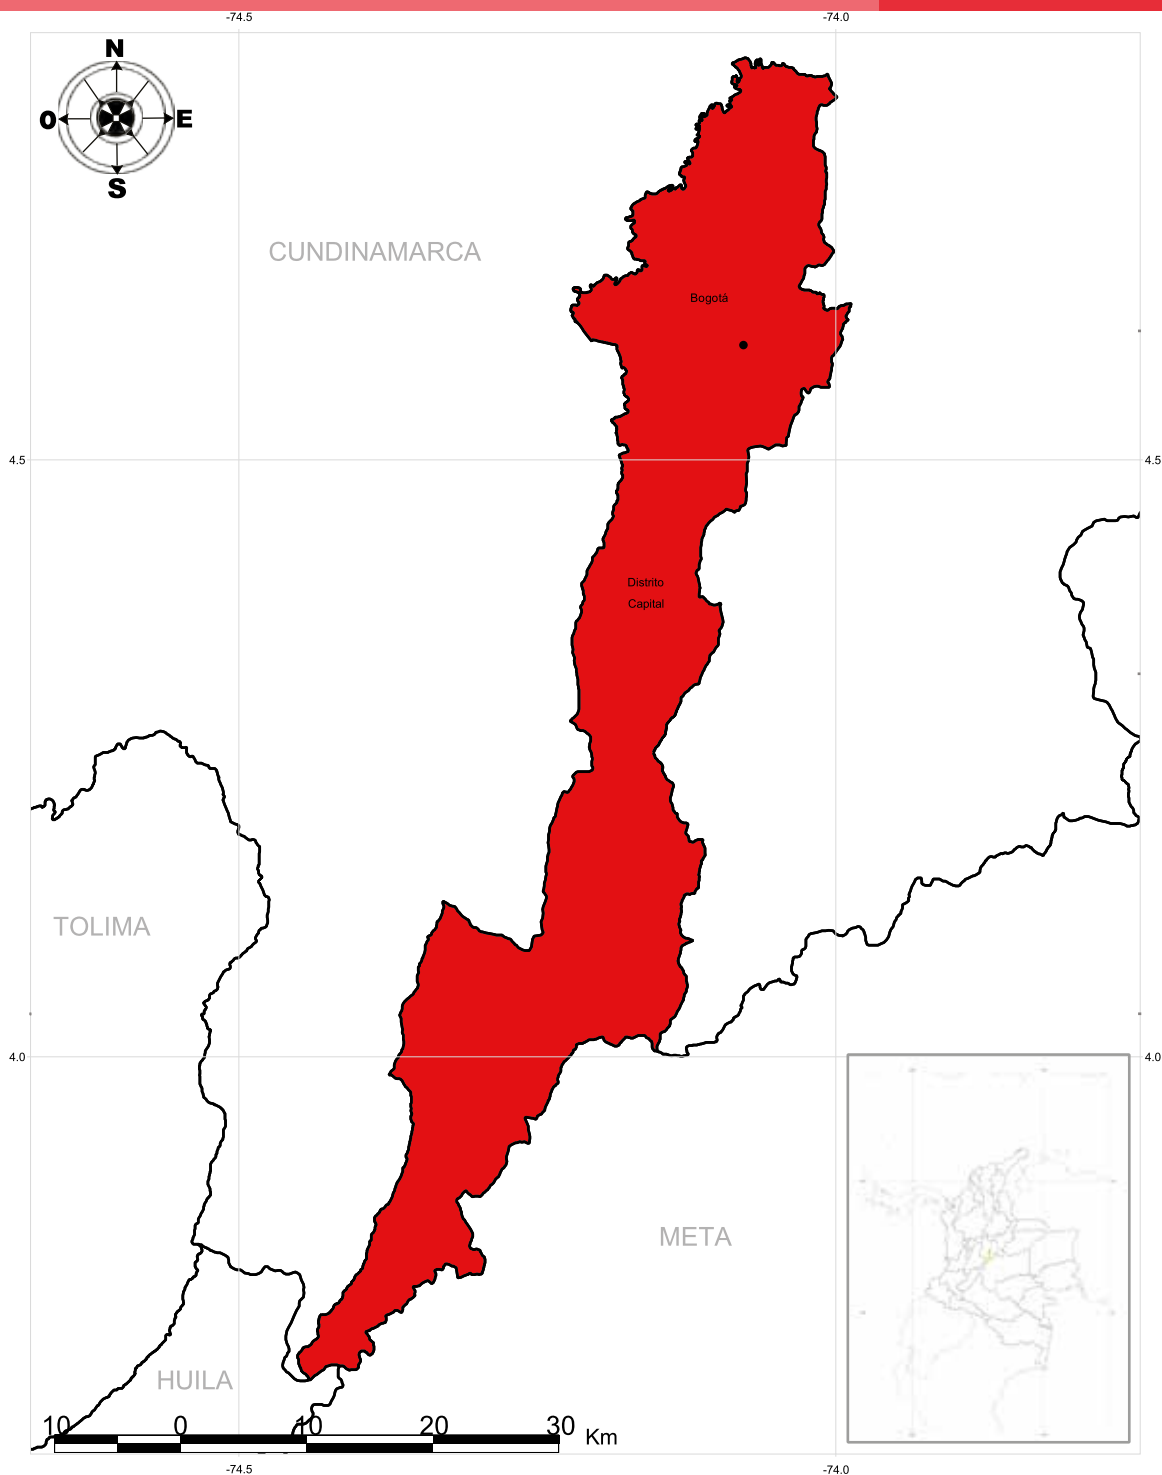 -74.5
-74.0
N
O
E
S
CUNDINAMARCA
Bogotá
4.5
4.5
Distrito
Capital
TOLIMA
4.0
4.0
META
HUILA
10
0
10
20
30
Km
-74.5
-74.0